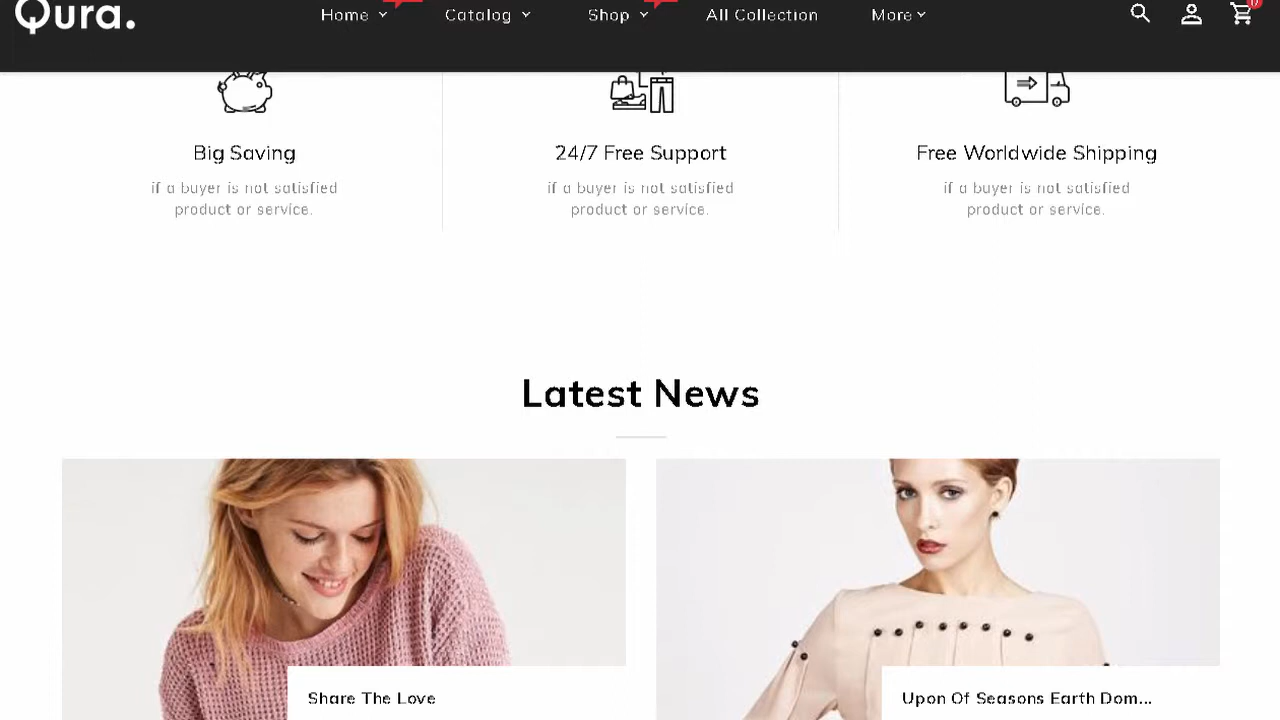 Qura.
Home
Catalog
Shop
All Collection
More
Big Saving
if a buyer is not satisfied
product or service.
24/7 Free Support
if a buyer is not satisfied
product or service.
Free Worldwide Shipping
if a buyer is not satisfied
product or service.
Latest News
Share The Love
Upon Of Seasons Earth Dom...